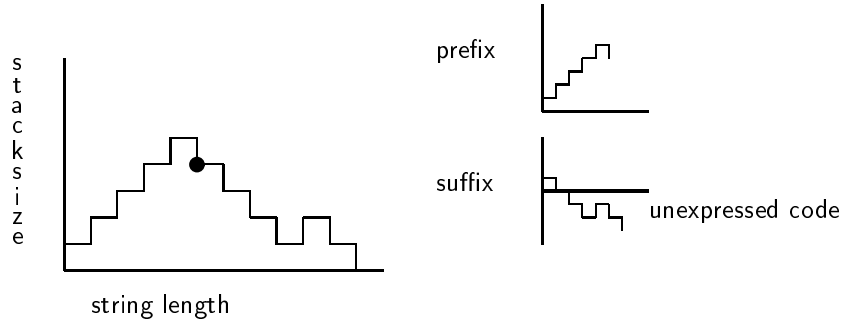 stacksize
string length
prefix
suffix
unexpressed code